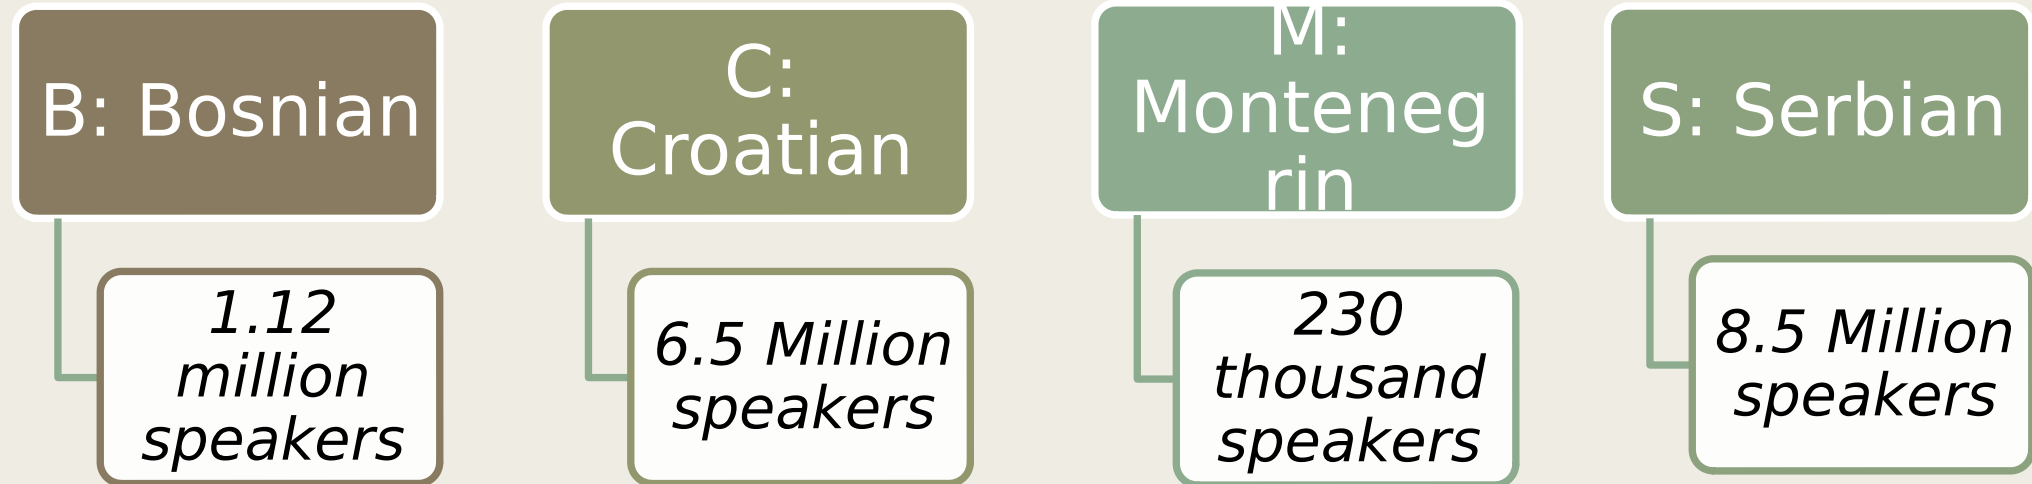 B: Bosnian
C:
Croatian
M:
Monteneg
rin
S: Serbian
1.12
million
speakers
6.5 Million
speakers
230
thousand
speakers
8.5 Million
speakers